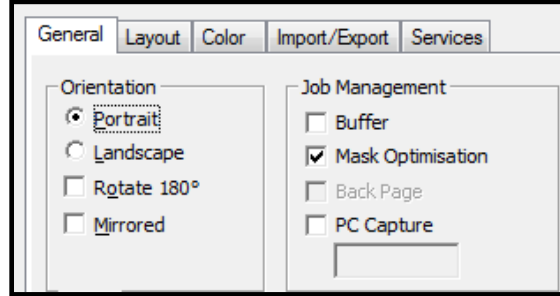 General Layout Color Import/Export Services
Orientation
Portrait
Landscape
Rotate 180°
Mirrored
Job Management
Buffer
Mask Optimisation
Back Page
PC Capture